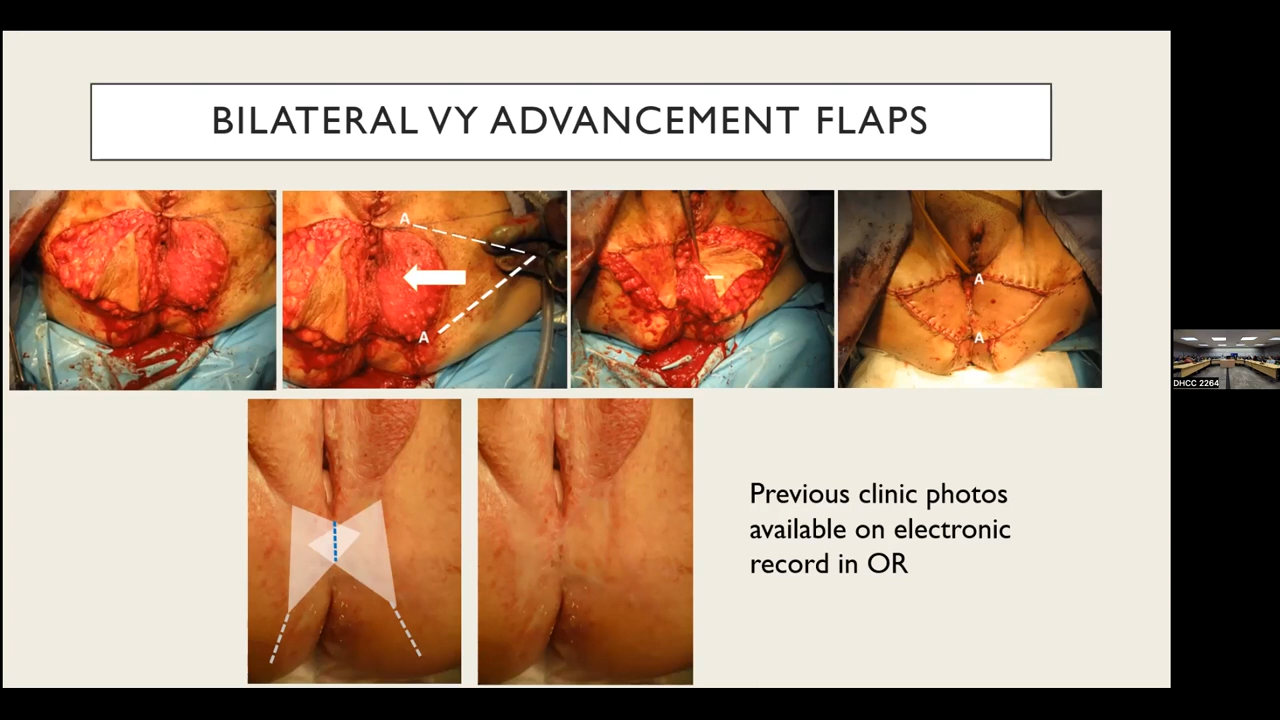 BILATERAL VY ADVANCEMENT FLAPS
A
A
A
A
Previous clinic photos
available on electronic
record in OR
DHCC 2264